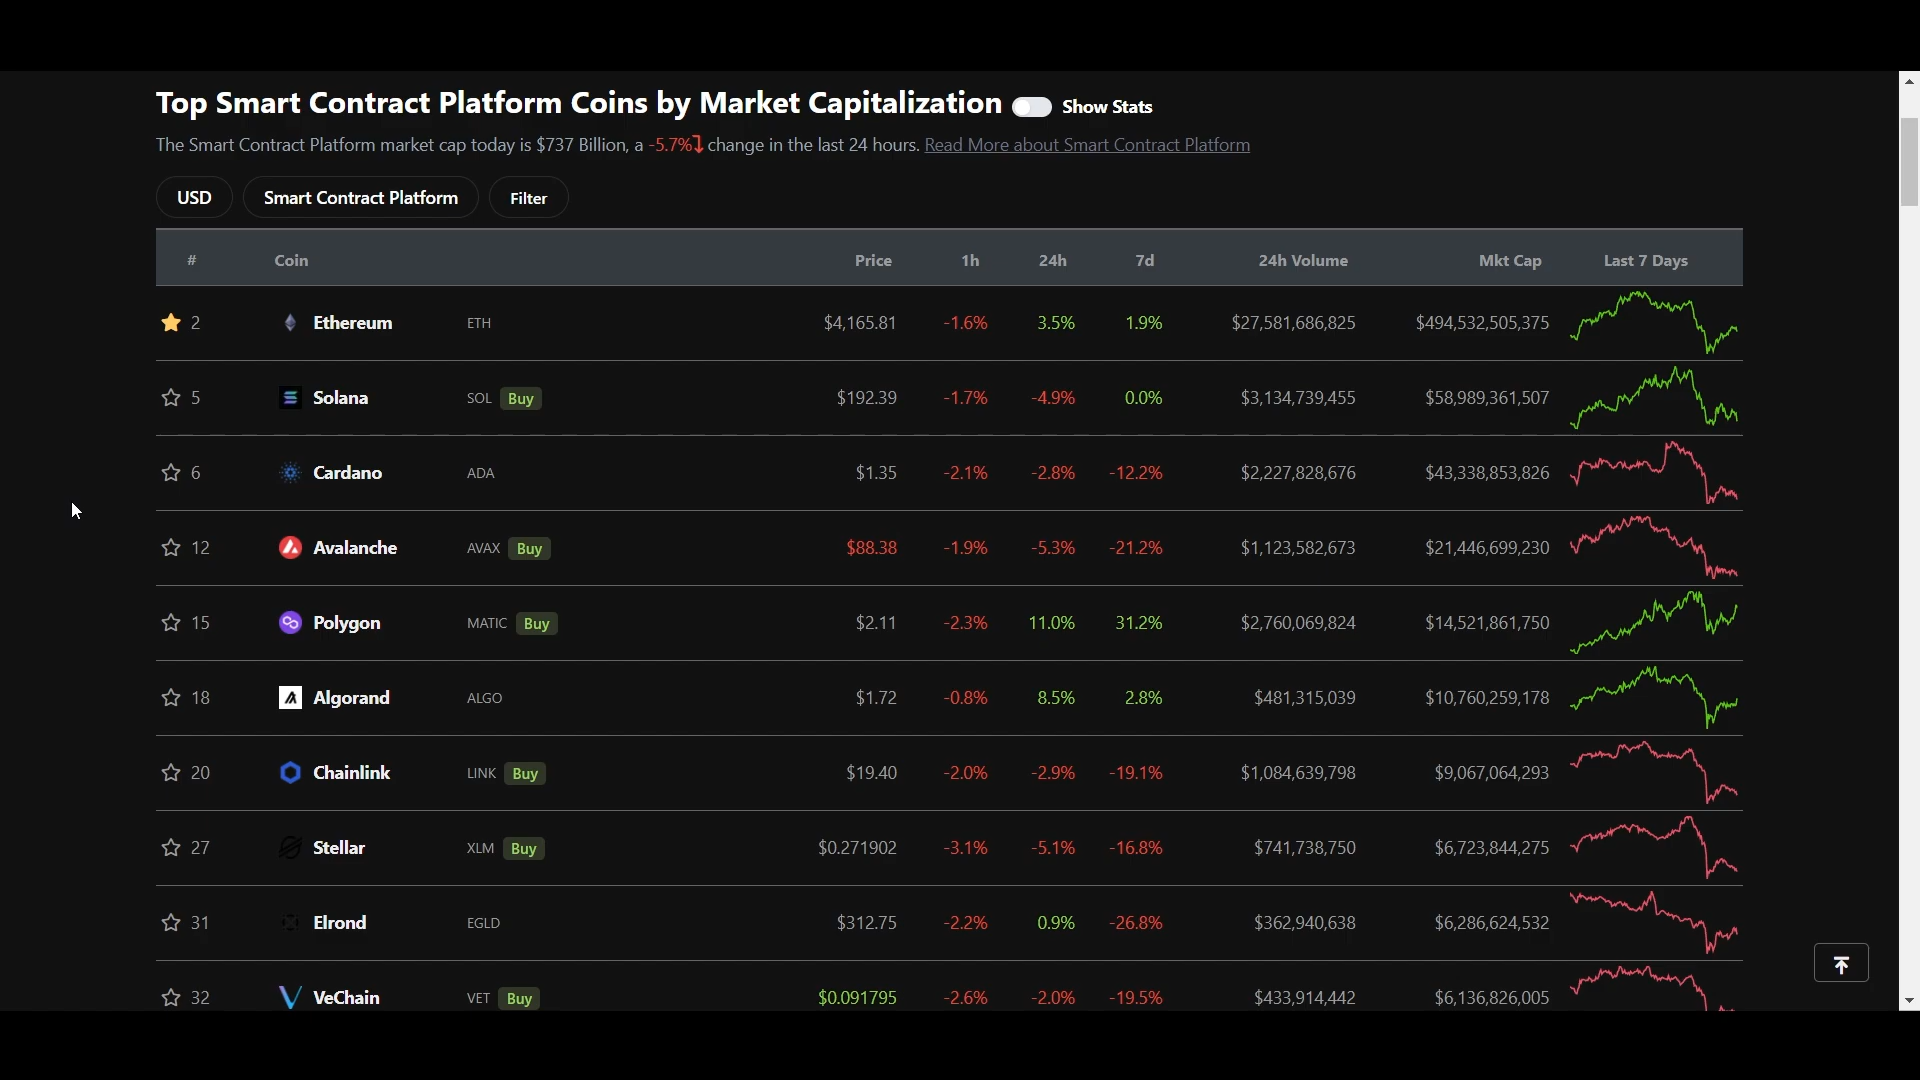 Top Smart Contract Platform Coins by Market Capitalization Show Stats
The Smart Contract Platform market cap today is $737 Billion, a -5.7% change in the last 24 hours. Read More about Smart Contract Platform
USD Smart Contract Platform Filter
# Coin Price 1h 24h 7d 24h Volume Mkt Cap Last 7 Days
2 Ethereum ETH $4,165.81 -1.6% 3.5% 1.9% $27,581,686,825 $494,532,505,375
5 Solana SOL Buy $192.39 -1.7% -4.9% 0.0% $3,134,739,455 $58,989,361,507
6 Cardano ADA $1.35 -2.1% -2.8% -12.2% $2,227,828,676 $43,338,853,826
12 Avalanche AVAX Buy $88.38 -1.9% -5.3% -21.2% $1,123,582,673 $21,446,699,230
15 Polygon MATIC Buy $2.11 -2.3% 11.0% 31.2% $2,760,069,824 $14,521,861,750
18 Algorand ALGO $1.72 -0.8% 8.5% 2.8% $481,315,039 $10,760,259,178
20 Chainlink LINK Buy $19.40 -2.0% -2.9% -19.1% $1,084,639,798 $9,067,064,293
27 Stellar XLM Buy $0.271902 -3.1% -5.1% -16.8% $741,738,750 $6,723,844,275
31 Elrond EGLD $312.75 -2.2% 0.9% -26.8% $362,940,638 $6,286,624,532
32 VeChain VET Buy $0.091795 -2.6% -2.0% -19.5% $433,914,442 $6,136,826,005